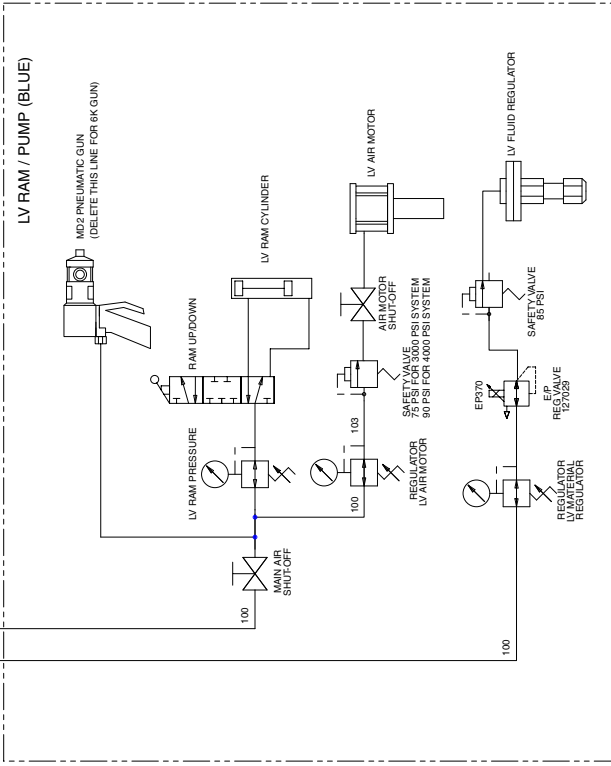 LV RAM / PUMP (BLUE)
MD2 PNEUMATIC GUN
(DELETE THIS LINE FOR 6K GUN)
RAM UP/DOWN
LV RAM CYLINDER
LV RAM PRESSURE
MAIN AIR
SHUT-OFF
100
LV AIR MOTOR
AIR MOTOR
SHUT-OFF
SAFETY VALVE
75 PSI FOR 3000 PSI SYSTEM
90 PSI FOR 4000 PSI SYSTEM
103
REGULATOR
LV AIR MOTOR
100
LV FLUID REGULATOR
SAFETY VALVE
85 PSI
EP370
E/P
REG VALVE
127029
REGULATOR
LV MATERIAL
REGULATOR
100